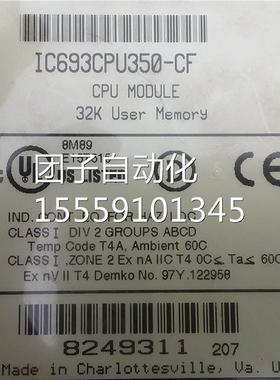 IC693CPU350-CF
CPU MODULE
32K User Memory
8M89
团子自动化
15559101180
CLASS I DIV 2 GROUPS ABCD
Temp Code T4A, Ambient 60C
CLASS I, ZONE 2 Ex nA IIC T4 0C≤ Ta≤ 60C
Ex nV II T4 Demko No. 97Y.122958
8249311 207
Made in Charlottesville, Va. U